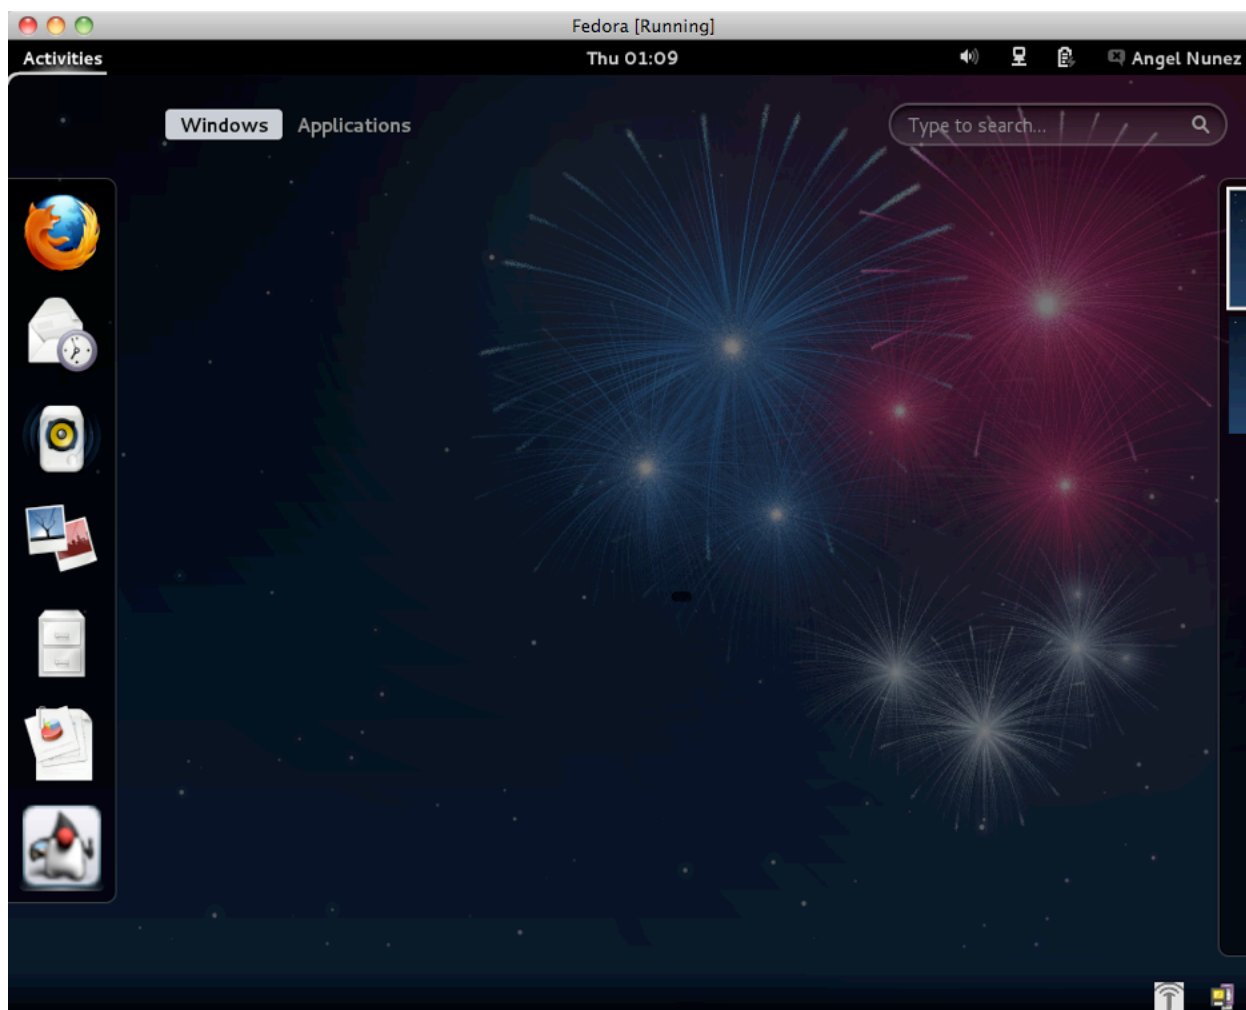 Fedora [Running]
Activities
Thu 01:09
Angel Nunez
Windows
Applications
Type to search...